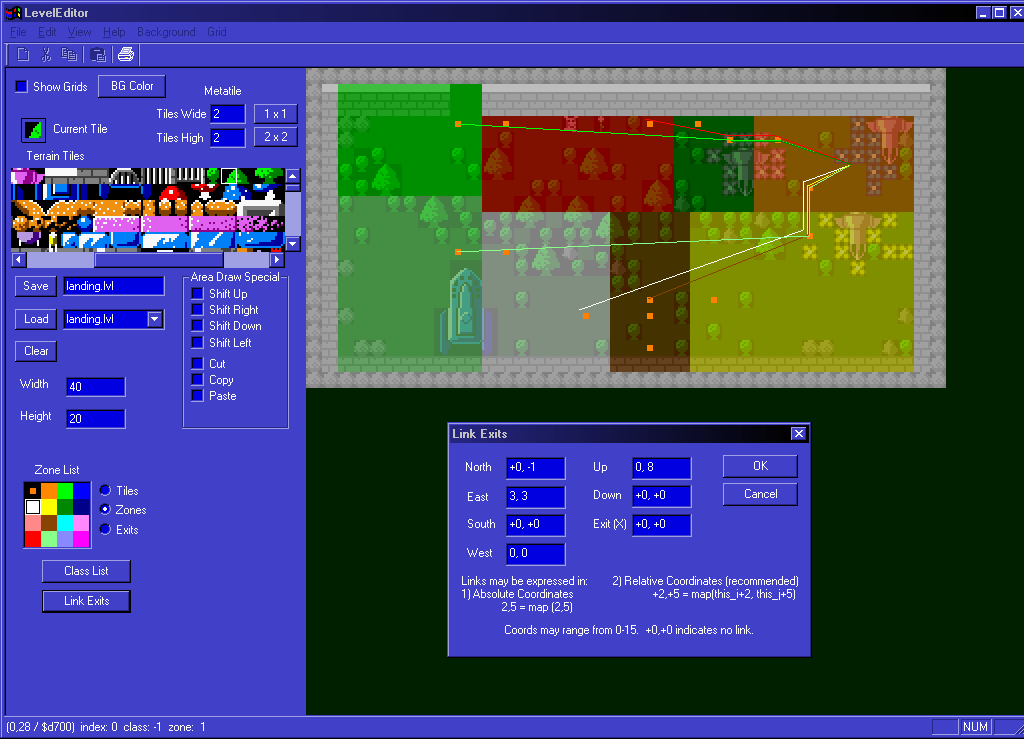 LevelEditor
File Edit View Help Background Grid
Show Grids
BG Color
Metatile
Tiles Wide 2
1 x 1
Current Tile
Tiles High 2
2 x 2
Terrain Tiles
Save
landing.lvl
Load
landing.lvl
Clear
Width 40
Height 20
Area Draw Special
Shift Up
Shift Right
Shift Down
Shift Left
Cut
Copy
Paste
Zone List
Tiles
Zones
Exits
Class List
Link Exits
Link Exits
North +0, -1
Up 0, 8
OK
East 3, 3
Down +0, +0
Cancel
South +0, +0
Exit (X) +0, +0
West 0, 0
Links may be expressed in:
1) Absolute Coordinates
2,5 = map (2,5)
2) Relative Coordinates (recommended)
+2,+5 = map(this_i+2, this_j+5)
Coords may range from 0-15. +0,+0 indicates no link.
(0,28 / $d700) index: 0 class: -1 zone: 1
NUM